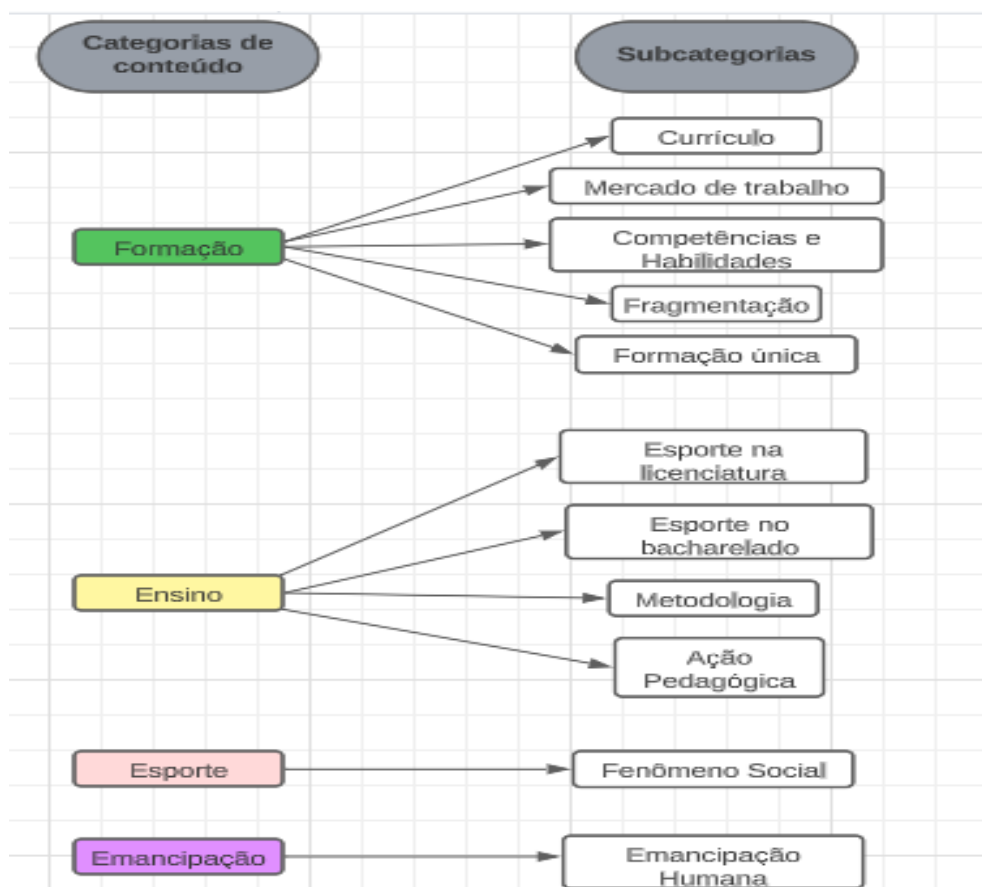 Categorias de
conteúdo
Subcategorias
Formação
Currículo
Mercado de trabalho
Competências e
Habilidades
Fragmentação
Formação única
Ensino
Esporte na
licenciatura
Esporte no
bacharelado
Metodologia
Ação
Pedagógica
Esporte
Fenômeno Social
Emancipação
Emancipação
Humana